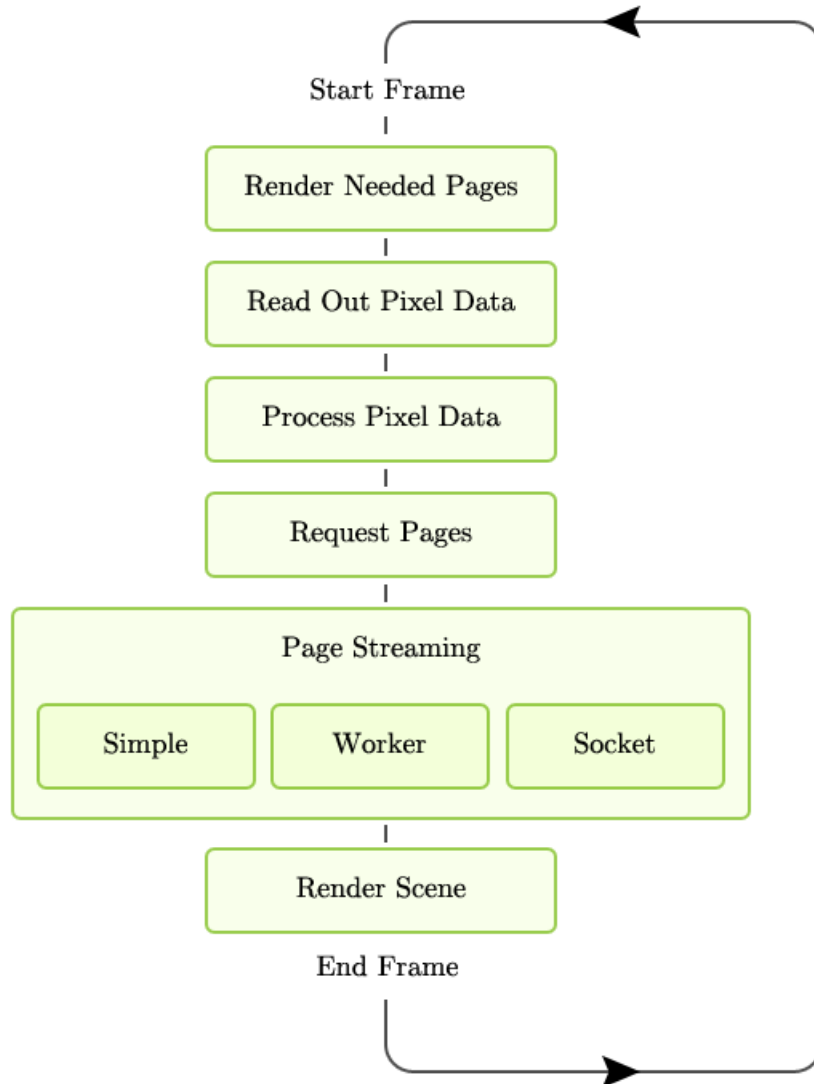 Start Frame
Render Needed Pages
Read Out Pixel Data
Process Pixel Data
Request Pages
Page Streaming
Simple
Worker
Socket
Render Scene
End Frame